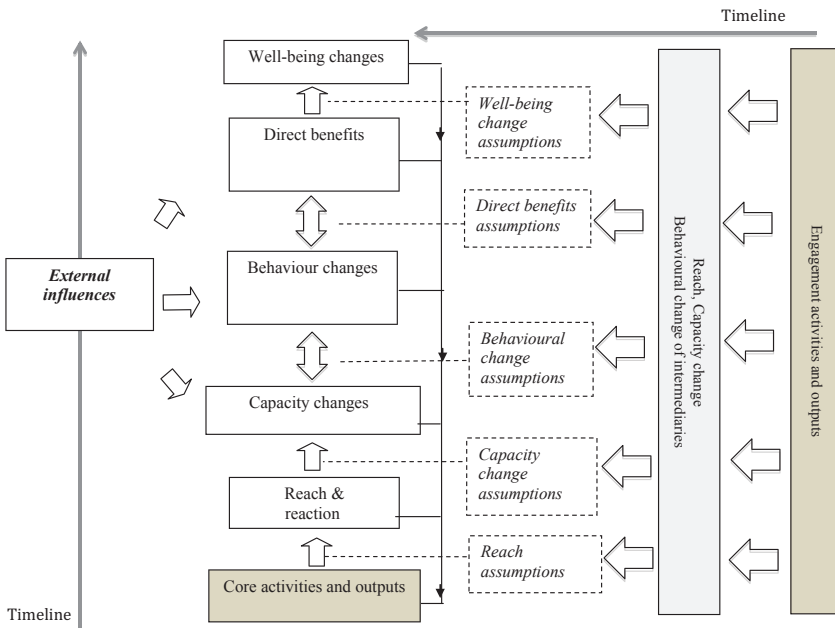 Timeline
Well-being changes
Well-being
change
assumptions
Direct benefits
Direct benefits
assumptions
External
influences
Behaviour changes
Behavioural
change
assumptions
Capacity changes
Capacity
change
assumptions
Reach &
reaction
Reach
assumptions
Core activities and outputs
Timeline
Reach, Capacity change
Behavioural change of intermediaries
Engagement activities and outputs